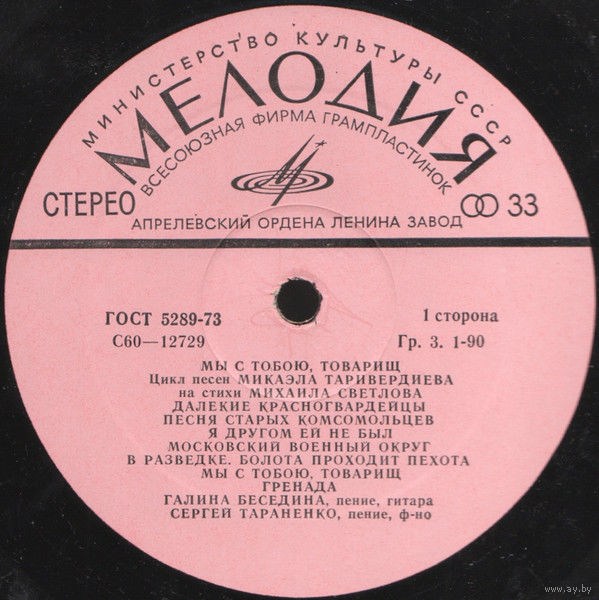 МИНИСТЕРСТВО КУЛЬТУРЫ СССР
МЕЛОДИЯ
ВСЕСОЮЗНАЯ ФИРМА ГРАМПЛАСТИНОК
СТЕРЕО
33
АПРЕЛЕВСКИЙ ОРДЕНА ЛЕНИНА ЗАВОД
ГОСТ 5289-73
1 сторона
С60—12729
Гр. 3. 1-90
МЫ С ТОБОЮ, ТОВАРИЩ
Цикл песен МИКАЭЛА ТАРИВЕРДИЕВА
на стихи МИХАИЛА СВЕТЛОВА
ДАЛЕКИЕ КРАСНОГВАРДЕЙЦЫ
ПЕСНЯ СТАРЫХ КОМСОМОЛЬЦЕВ
Я ДРУГОМ ЕЙ НЕ БЫЛ
МОСКОВСКИЙ ВОЕННЫЙ ОКРУГ
В РАЗВЕДКЕ. БОЛОТА ПРОХОДИТ ПЕХОТА
МЫ С ТОБОЮ, ТОВАРИЩ
ГРЕНАДА
ГАЛИНА БЕСЕДИНА, пение, гитара
СЕРГЕЙ ТАРАНЕНКО, пение, ф-но
www.ay.by